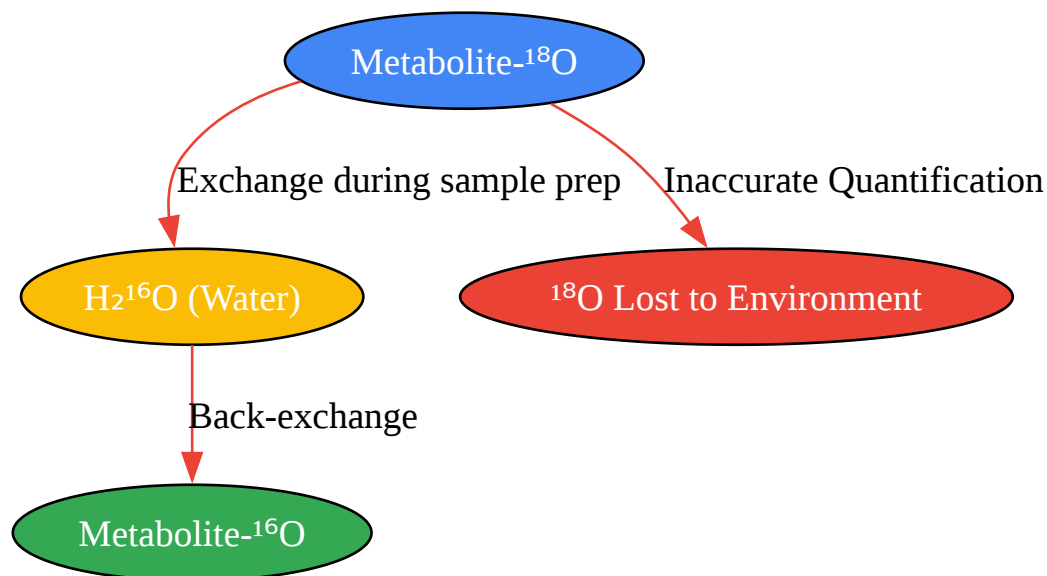 Metabolite-¹⁸O
Exchange during sample prep
Inaccurate Quantification
H₂¹⁶O (Water)
¹⁸O Lost to Environment
Back-exchange
Metabolite-¹⁶O